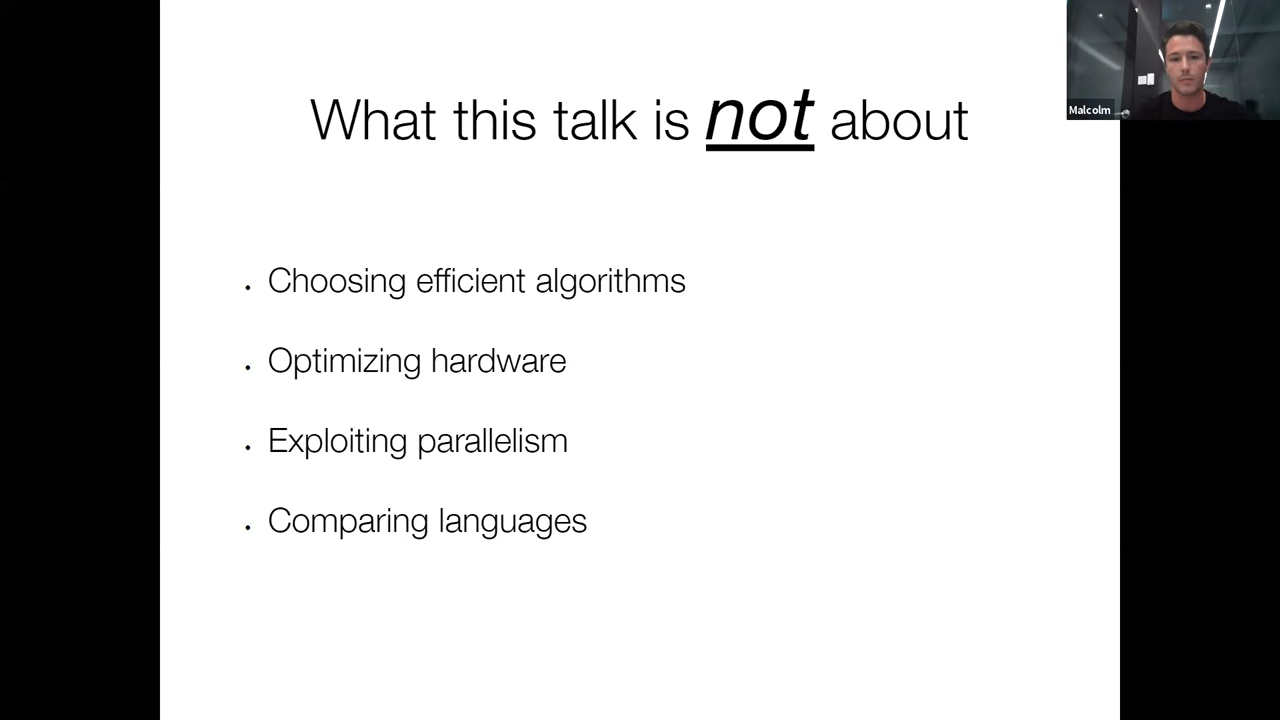 What this talk is not about
Malcolm
• Choosing efficient algorithms
• Optimizing hardware
• Exploiting parallelism
• Comparing languages